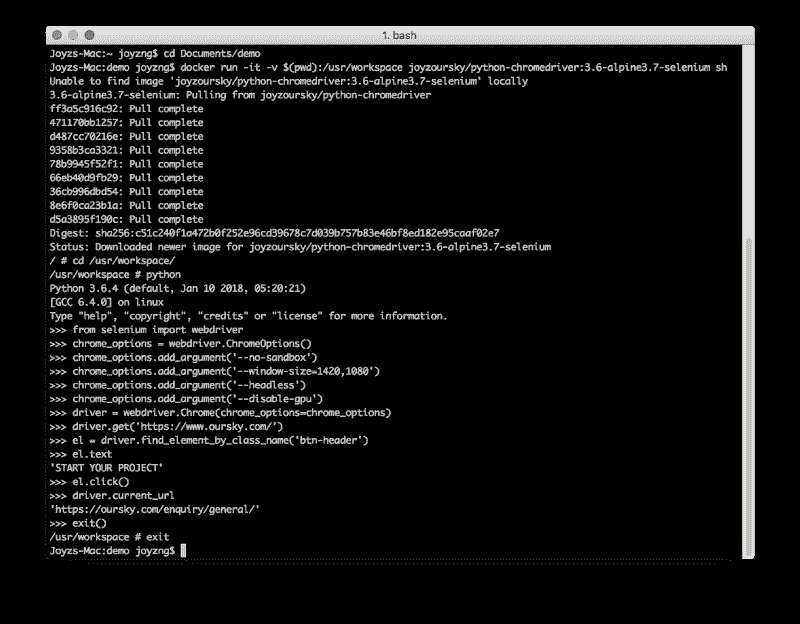 1. bash
Joyzs-Mac:~ joyzng$ cd Documents/demo
Joyzs-Mac:demo joyzng$ docker run -it -v $(pwd):/usr/workspace joyzoursky/python-chromedriver:3.6-alpine3.7-selenium sh
Unable to find image 'joyzoursky/python-chromedriver:3.6-alpine3.7-selenium' locally
3.6-alpine3.7-selenium: Pulling from joyzoursky/python-chromedriver
ff3a5c916c92: Pull complete
471170bb1257: Pull complete
d487cc70216e: Pull complete
9358b3ca3321: Pull complete
78b9945f52f1: Pull complete
66eb40d9fb29: Pull complete
36cb996dbd54: Pull complete
8e6f0ca23b1a: Pull complete
d5a3895f190c: Pull complete
Digest: sha256:c51c240f1a472b0f252e96cd39678c7d039b757b83e46bf8ed182e95caaf02e7
Status: Downloaded newer image for joyzoursky/python-chromedriver:3.6-alpine3.7-selenium
/ # cd /usr/workspace/
/usr/workspace # python
Python 3.6.4 (default, Jan 10 2018, 05:20:21)
[GCC 6.4.0] on linux
Type "help", "copyright", "credits" or "license" for more information.
>>> from selenium import webdriver
>>> chrome_options = webdriver.ChromeOptions()
>>> chrome_options.add_argument('--no-sandbox')
>>> chrome_options.add_argument('--window-size=1420,1080')
>>> chrome_options.add_argument('--headless')
>>> chrome_options.add_argument('--disable-gpu')
>>> driver = webdriver.Chrome(chrome_options=chrome_options)
>>> driver.get('https://www.oursky.com/')
>>> el = driver.find_element_by_class_name('btn-header')
>>> el.text
'START YOUR PROJECT'
>>> el.click()
>>> driver.current_url
'https://oursky.com/enquiry/general/'
>>> exit()
/usr/workspace # exit
Joyzs-Mac:demo joyzng$